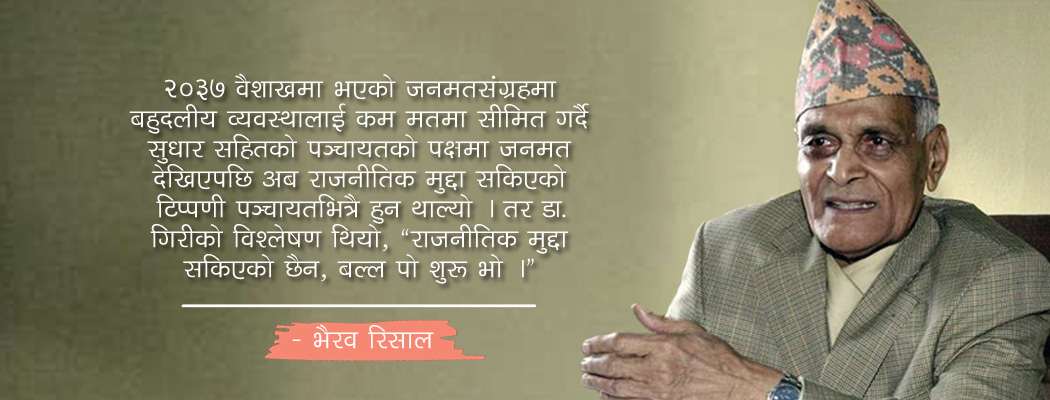 २०३७ वैशाखमा भएको जनमतसंग्रहमा
बहुदलीय व्यवस्थालाई कम मतमा सीमित गर्दै
सुधार सहितको पञ्चायतको पक्षमा जनमत
देखिएपछि अब राजनीतिक मुद्दा सकिएको
टिप्पणी पञ्चायतभित्रै हुन थाल्यो । तर डा.
गिरीको विश्लेषण थियो, “राजनीतिक मुद्दा
सकिएको छैन, बल्ल पो शुरू भो ।”
- भैरव रिसाल